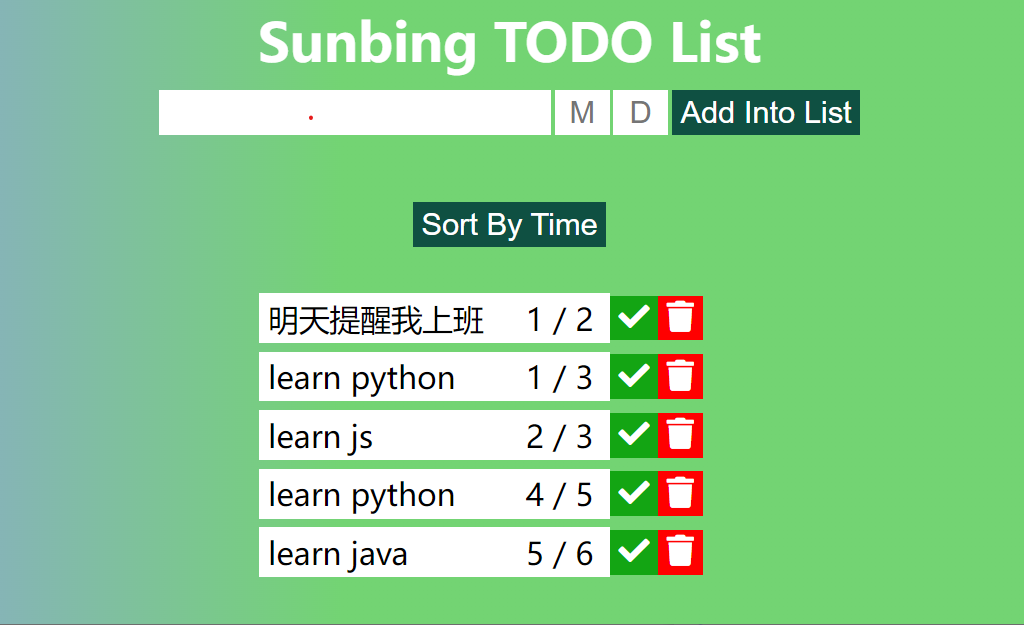 Sunbing TODO List
M D Add Into List
Sort By Time
明天提醒我上班 1 / 2
learn python 1 / 3
learn js 2 / 3
learn python 4 / 5
learn java 5 / 6